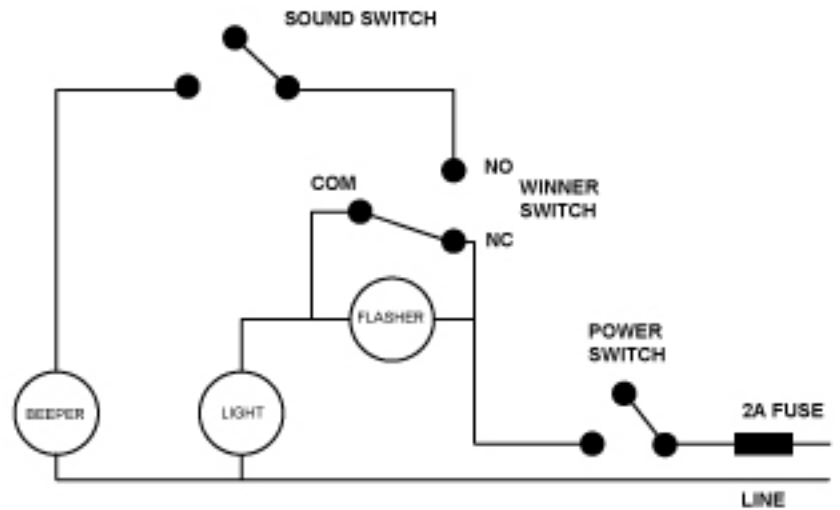 SOUND SWITCH
NO
COM
WINNER
SWITCH
NC
FLASHER
POWER
SWITCH
BEEPER
LIGHT
2A FUSE
LINE